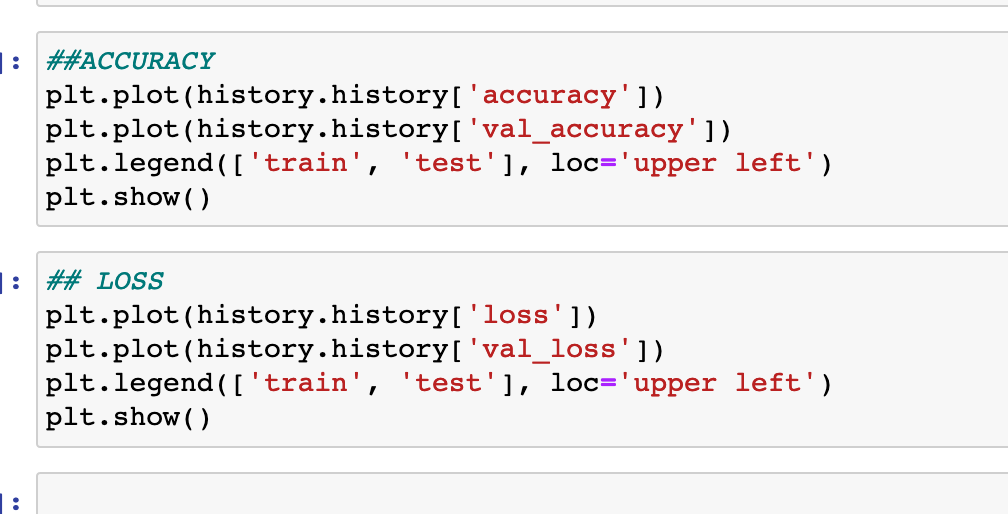 ]:
##ACCURACY
plt.plot(history.history['accuracy'])
plt.plot(history.history['val_accuracy'])
plt.legend(['train', 'test'], loc='upper left')
plt.show()
]:
## LOSS
plt.plot(history.history['loss'])
plt.plot(history.history['val_loss'])
plt.legend(['train', 'test'], loc='upper left')
plt.show()
]: